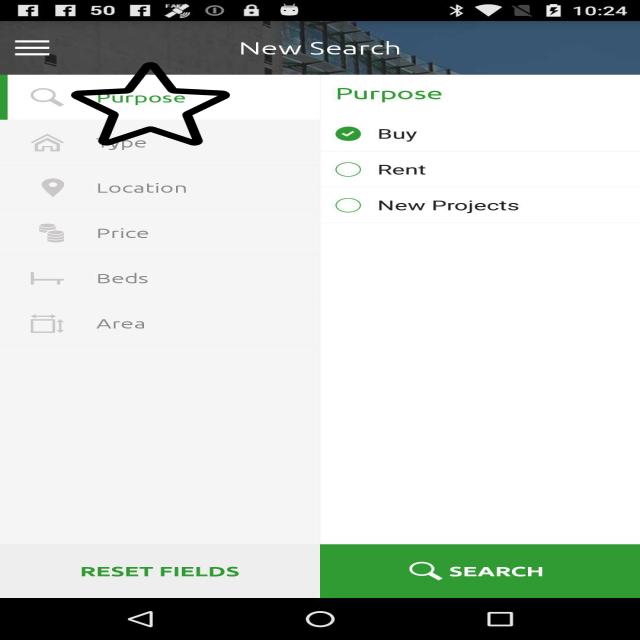 50 10:24
New Search
Purpose
Type
Location
Price
Beds
Area
Purpose
Buy
Rent
New Projects
RESET FIELDS
SEARCH